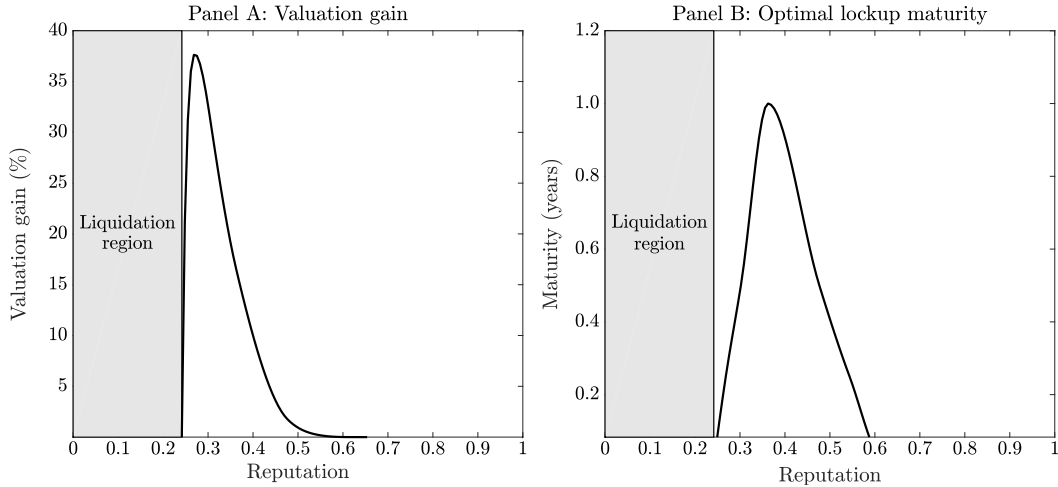 Panel A: Valuation gain
40
35
30
25
20
15
10
5
Valuation gain (%)
Liquidation
region
0 0.1 0.2 0.3 0.4 0.5 0.6 0.7 0.8 0.9 1
Reputation
Panel B: Optimal lockup maturity
1.2
1.0
0.8
0.6
0.4
0.2
Maturity (years)
Liquidation
region
0 0.1 0.2 0.3 0.4 0.5 0.6 0.7 0.8 0.9 1
Reputation